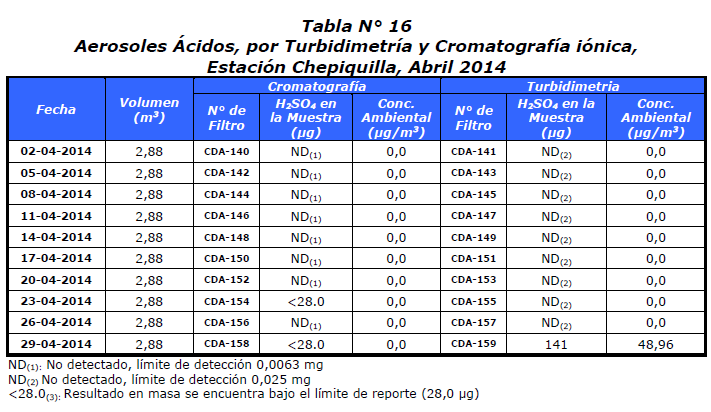 Tabla N° 16
Aerosoles Ácidos, por Turbidimetría y Cromatografía iónica,
Estación Chepiquilla, Abril 2014
Fecha Volumen (m³) Cromatografía Turbidimetria
N° de Filtro H₂SO₄ en la Muestra (µg) Conc. Ambiental (µg/m³) N° de Filtro H₂SO₄ en la Muestra (µg) Conc. Ambiental (µg/m³)
02-04-2014 2,88 CDA-140 ND(1) 0,0 CDA-141 ND(2) 0,0
05-04-2014 2,88 CDA-142 ND(1) 0,0 CDA-143 ND(2) 0,0
08-04-2014 2,88 CDA-144 ND(1) 0,0 CDA-145 ND(2) 0,0
11-04-2014 2,88 CDA-146 ND(1) 0,0 CDA-147 ND(2) 0,0
14-04-2014 2,88 CDA-148 ND(1) 0,0 CDA-149 ND(2) 0,0
17-04-2014 2,88 CDA-150 ND(1) 0,0 CDA-151 ND(2) 0,0
20-04-2014 2,88 CDA-152 ND(1) 0,0 CDA-153 ND(2) 0,0
23-04-2014 2,88 CDA-154 <28.0 0,0 CDA-155 ND(2) 0,0
26-04-2014 2,88 CDA-156 ND(1) 0,0 CDA-157 ND(2) 0,0
29-04-2014 2,88 CDA-158 <28.0 0,0 CDA-159 141 48,96
ND(1): No detectado, límite de detección 0,0063 mg
ND(2) No detectado, límite de detección 0,025 mg
<28.0(3): Resultado en masa se encuentra bajo el límite de reporte (28,0 µg)